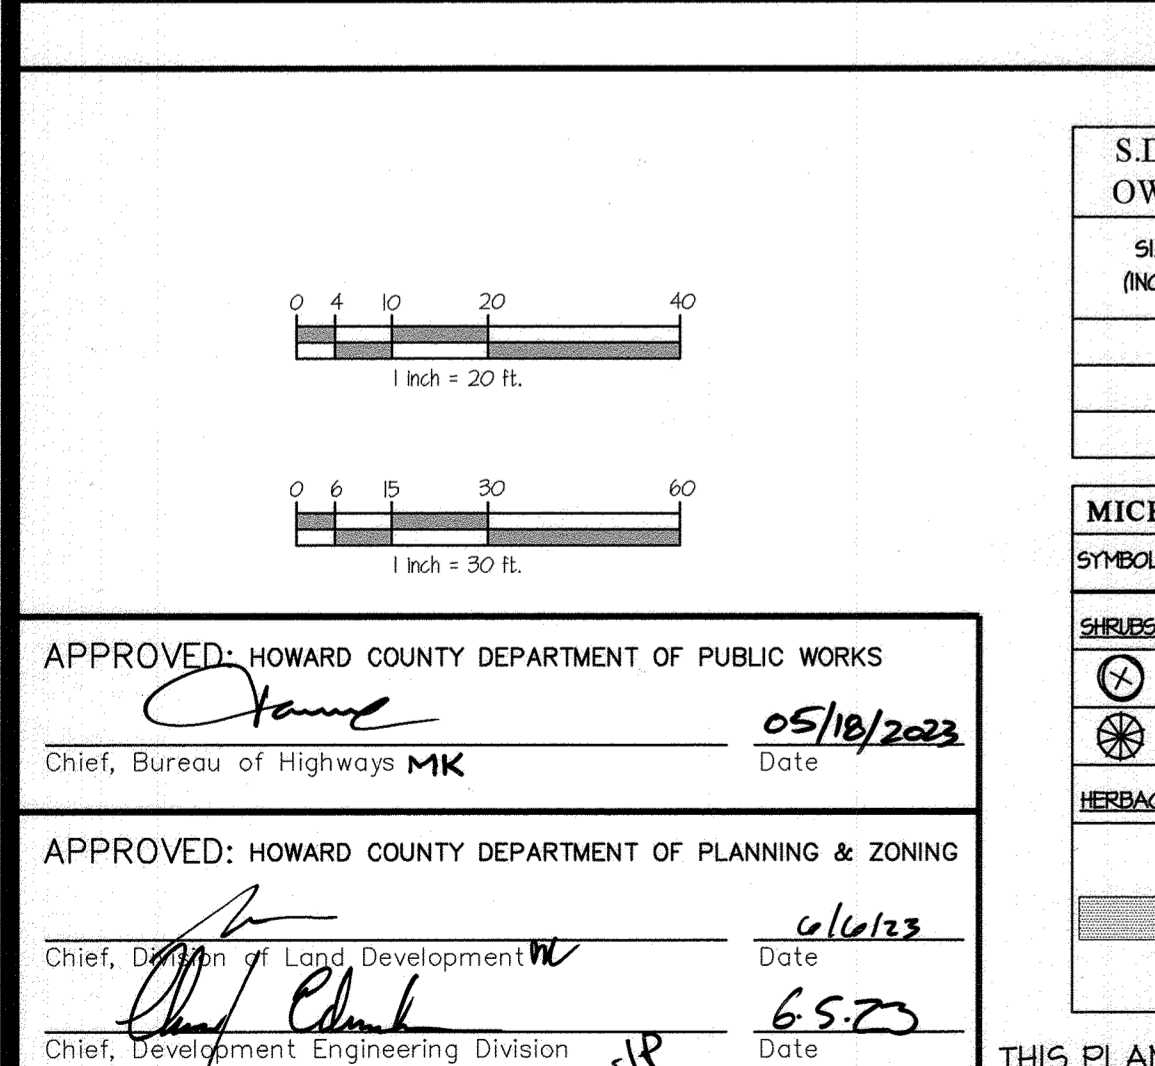 0 4 10 20 40
1 inch = 20 ft.
0 6 15 30 60
1 inch = 30 ft.
APPROVED: HOWARD COUNTY DEPARTMENT OF PUBLIC WORKS
05/18/2023
Chief, Bureau of Highways MK
Date
APPROVED: HOWARD COUNTY DEPARTMENT OF PLANNING & ZONING
6/6/23
Chief, Division of Land Development
Date
6.5.23
Chief, Development Engineering Division
Date
S.D
OW
SI
(INC
MICH
SYMBOL
SHRUBS
HERBAC
THIS PLAN